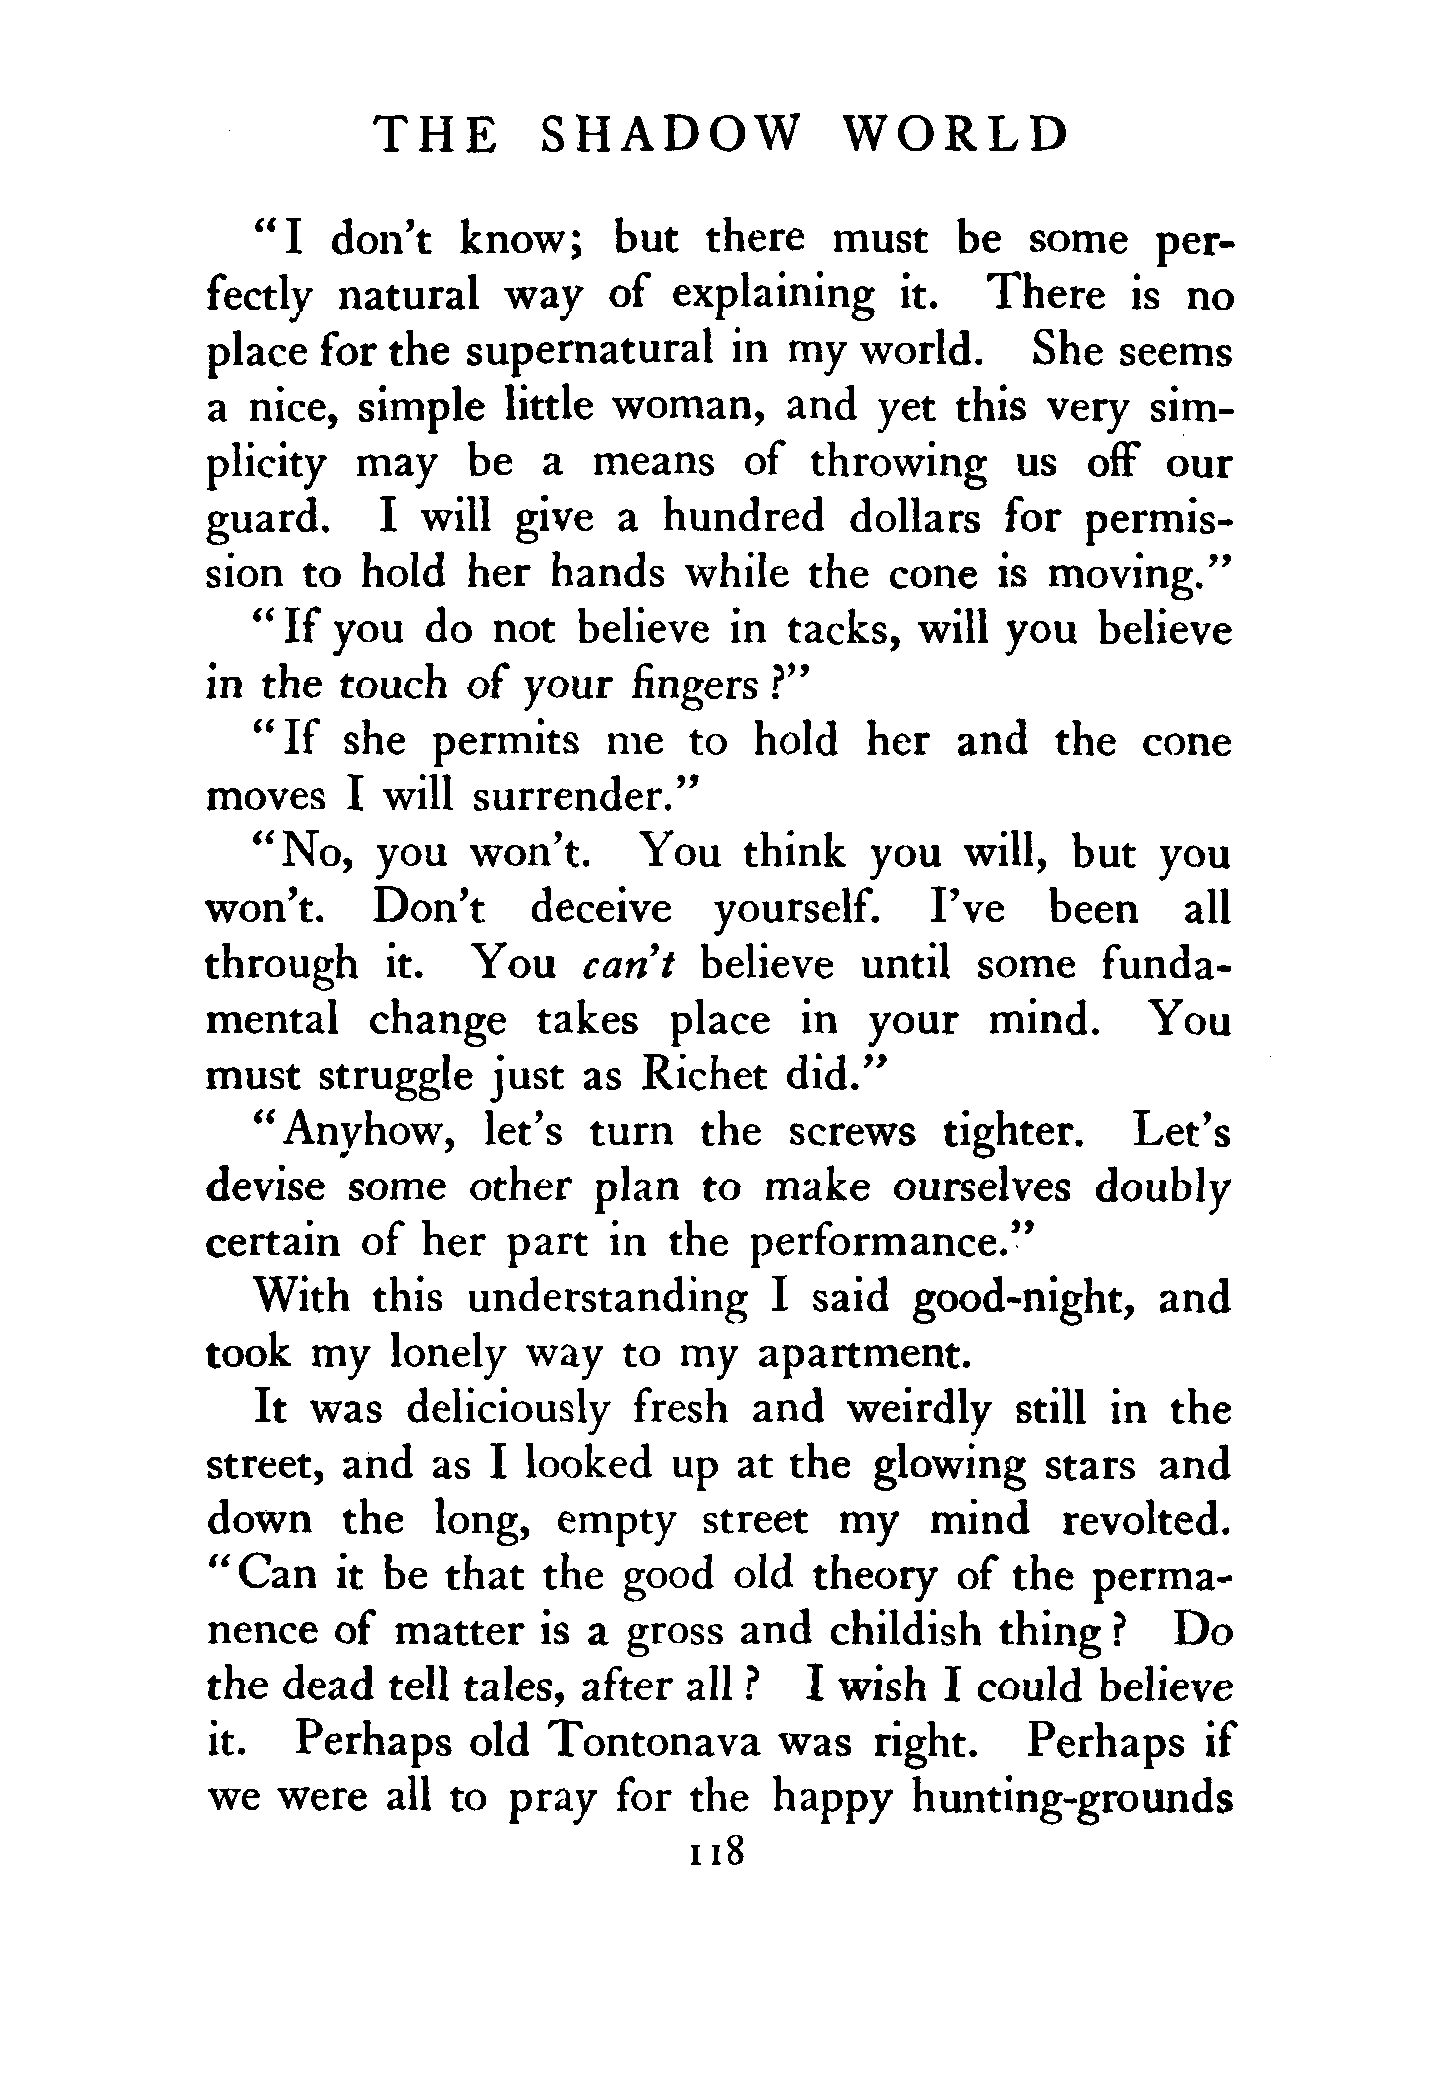 THE SHADOW WORLD
"I don't know; but there must be some per-
fectly natural way of explaining it. There is no
place for the supernatural in my world. She seems
a nice, simple little woman, and yet this very sim-
plicity may be a means of throwing us off our
guard. I will give a hundred dollars for permis-
sion to hold her hands while the cone is moving."
"If you do not believe in tacks, will you believe
in the touch of your fingers?"
"If she permits me to hold her and the cone
moves I will surrender."
"No, you won't. You think you will, but you
won't. Don't deceive yourself. I've been all
through it. You can't believe until some funda-
mental change takes place in your mind. You
must struggle just as Richet did."
"Anyhow, let's turn the screws tighter. Let's
devise some other plan to make ourselves doubly
certain of her part in the performance."
With this understanding I said good-night, and
took my lonely way to my apartment.
It was deliciously fresh and weirdly still in the
street, and as I looked up at the glowing stars and
down the long, empty street my mind revolted.
"Can it be that the good old theory of the perma-
nence of matter is a gross and childish thing? Do
the dead tell tales, after all? I wish I could believe
it. Perhaps old Tontonava was right. Perhaps if
we were all to pray for the happy hunting-grounds
118